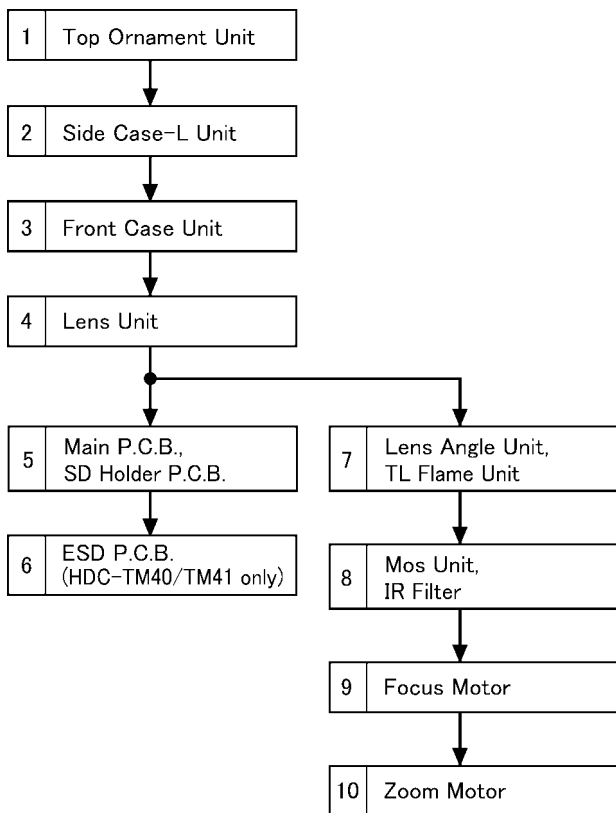 1 Top Ornament Unit
2 Side Case-L Unit
3 Front Case Unit
4 Lens Unit
5 Main P.C.B.,
SD Holder P.C.B.
6 ESD P.C.B.
(HDC-TM40/TM41 only)
7 Lens Angle Unit,
TL Flame Unit
8 Mos Unit,
IR Filter
9 Focus Motor
10 Zoom Motor